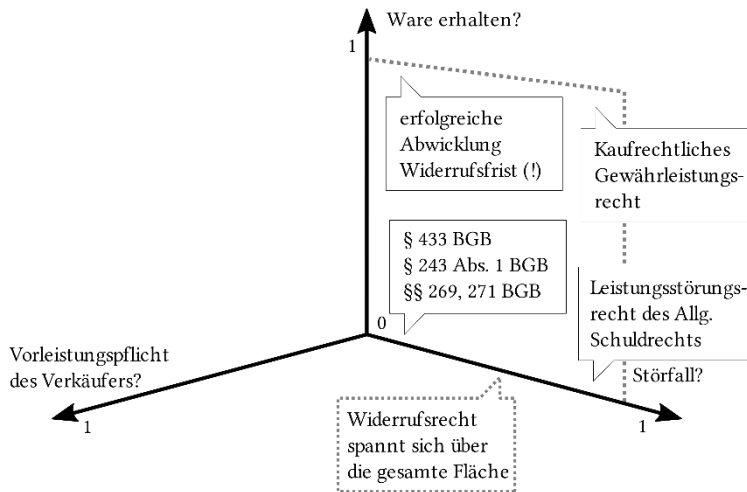 Ware erhalten?
1
erfolgreiche
Abwicklung
Widerrufsfrist (!)
Kaufrechtliches
Gewährleistungs-
recht
§ 433 BGB
§ 243 Abs. 1 BGB
§§ 269, 271 BGB
Leistungsstörungs-
recht des Allg.
Schuldrechts
0
Vorleistungspflicht
des Verkäufers?
Störfall?
1
1
Widerrufsrecht
spannt sich über
die gesamte Fläche